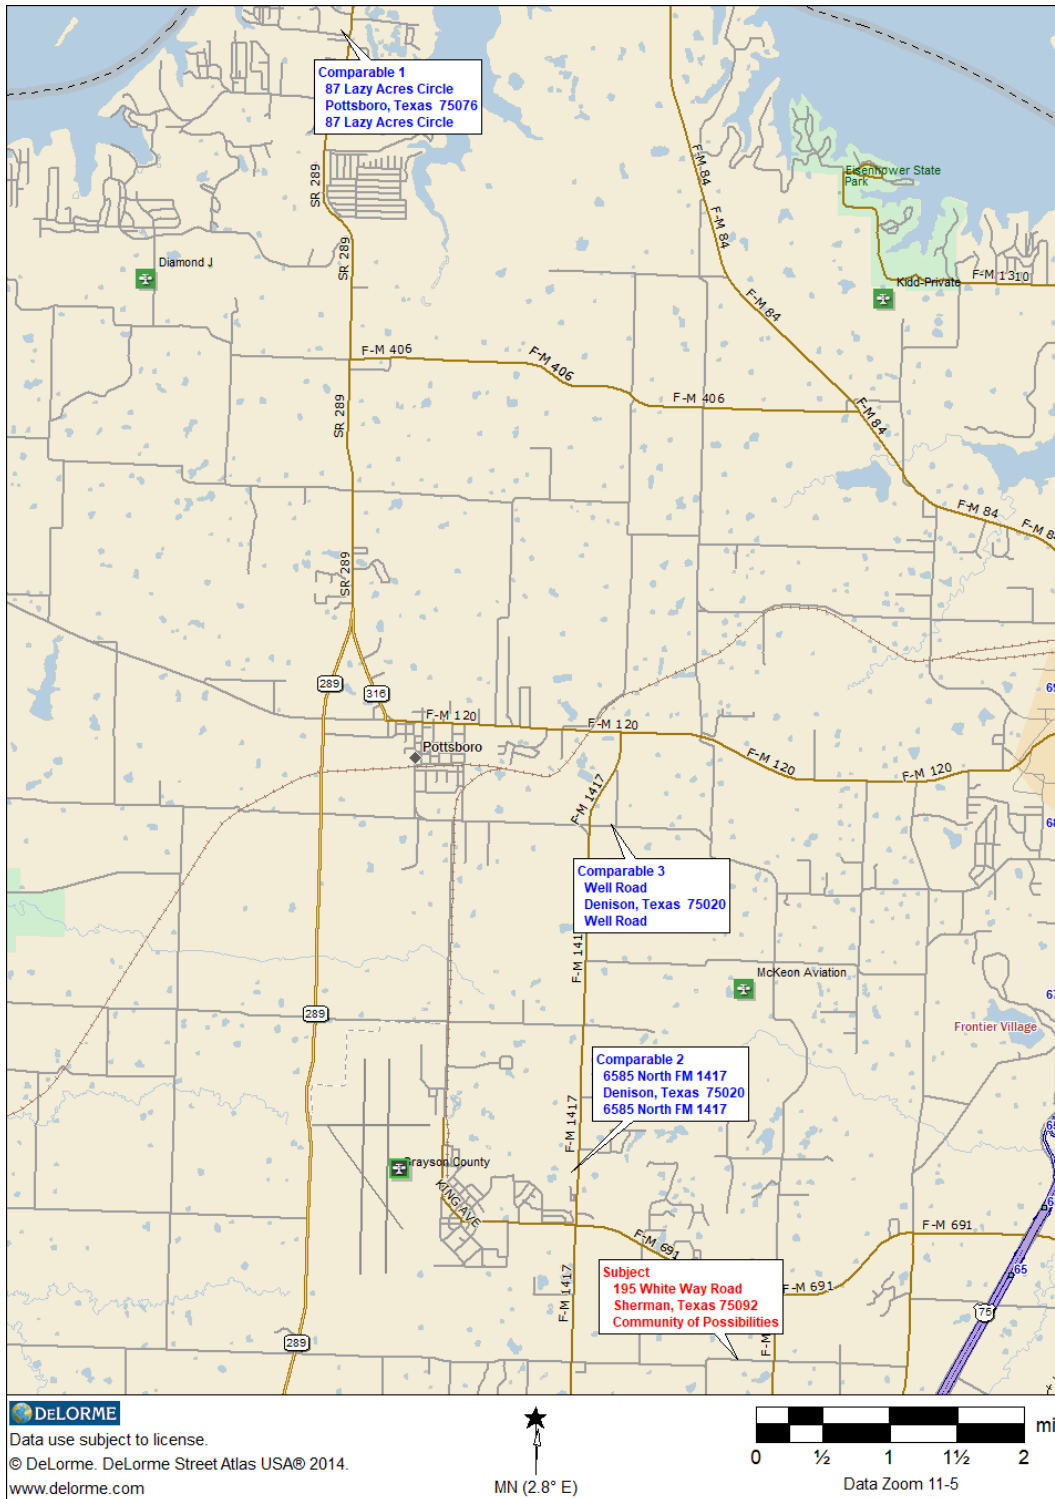 Comparable 1
87 Lazy Acres Circle
Pottsboro, Texas 75076
87 Lazy Acres Circle
SR 289
F-M 84
Eisenhower State
Park
F-M 84
SR 289
Diamond J
F-M 1310
Kidd-Private
F-M 84
F-M 406
F-M 406
F-M 406
SR 289
F-M 84
F-M 84
F-M 84
SR 289
289
316
F-M 120
F-M 120
Pottsboro
F-M 120
F-M 120
F-M 1417
Comparable 3
Well Road
Denison, Texas 75020
Well Road
F-M 141
McKeon Aviation
67
289
Frontier Village
Comparable 2
6585 North FM 1417
Denison, Texas 75020
6585 North FM 1417
F-M 1417
Grayson County
KING AVE
F-M 691
F-M 691
Subject
195 White Way Road
Sherman, Texas 75092
Community of Possibilities
F-M 1417
F-M 691
65
75
289
DELORME
Data use subject to license.
© DeLorme. DeLorme Street Atlas USA® 2014.
www.delorme.com
MN (2.8° E)
mi
0 ½ 1 1½ 2
Data Zoom 11-5